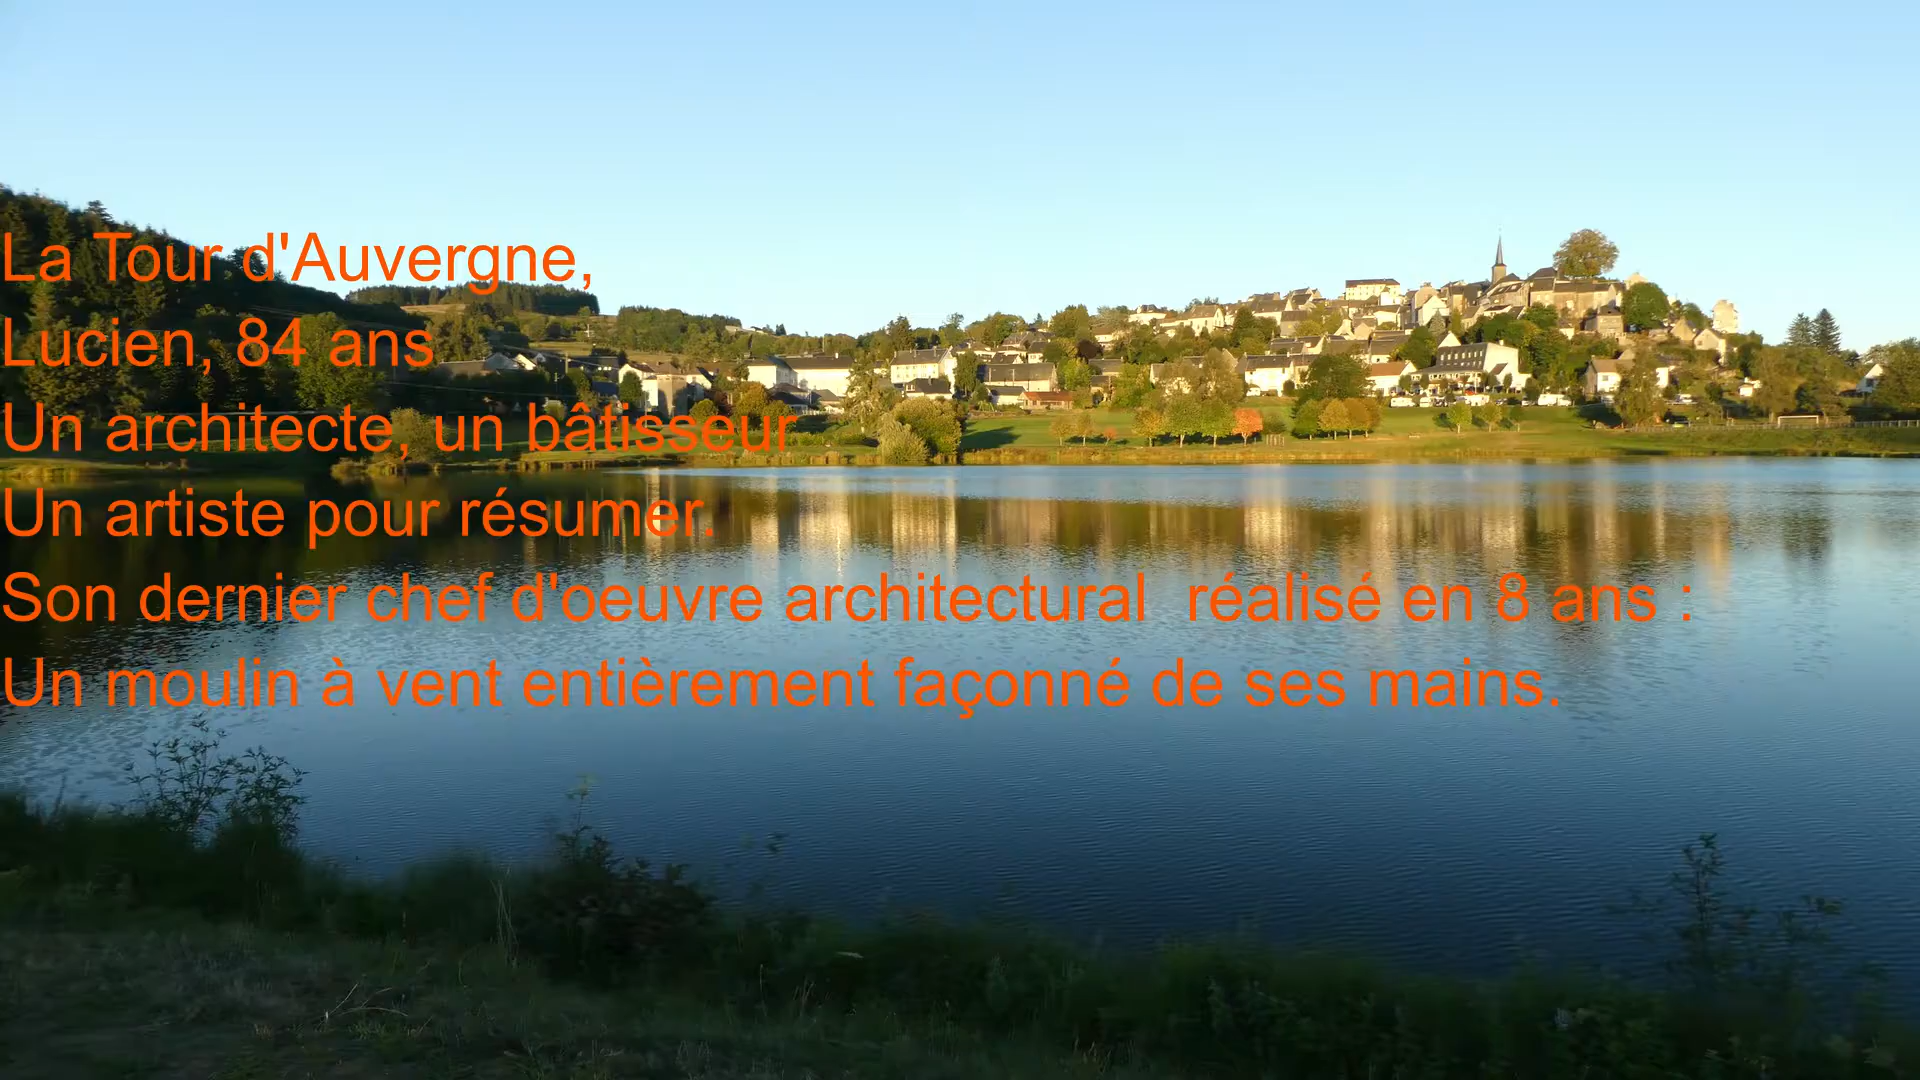 La Tour d'Auvergne,
Lucien, 84 ans
Un architecte, un bâtisseur
Un artiste pour résumer.
Son dernier chef d'oeuvre architectural  réalisé en 8 ans :
Un moulin à vent entièrement façonné de ses mains.